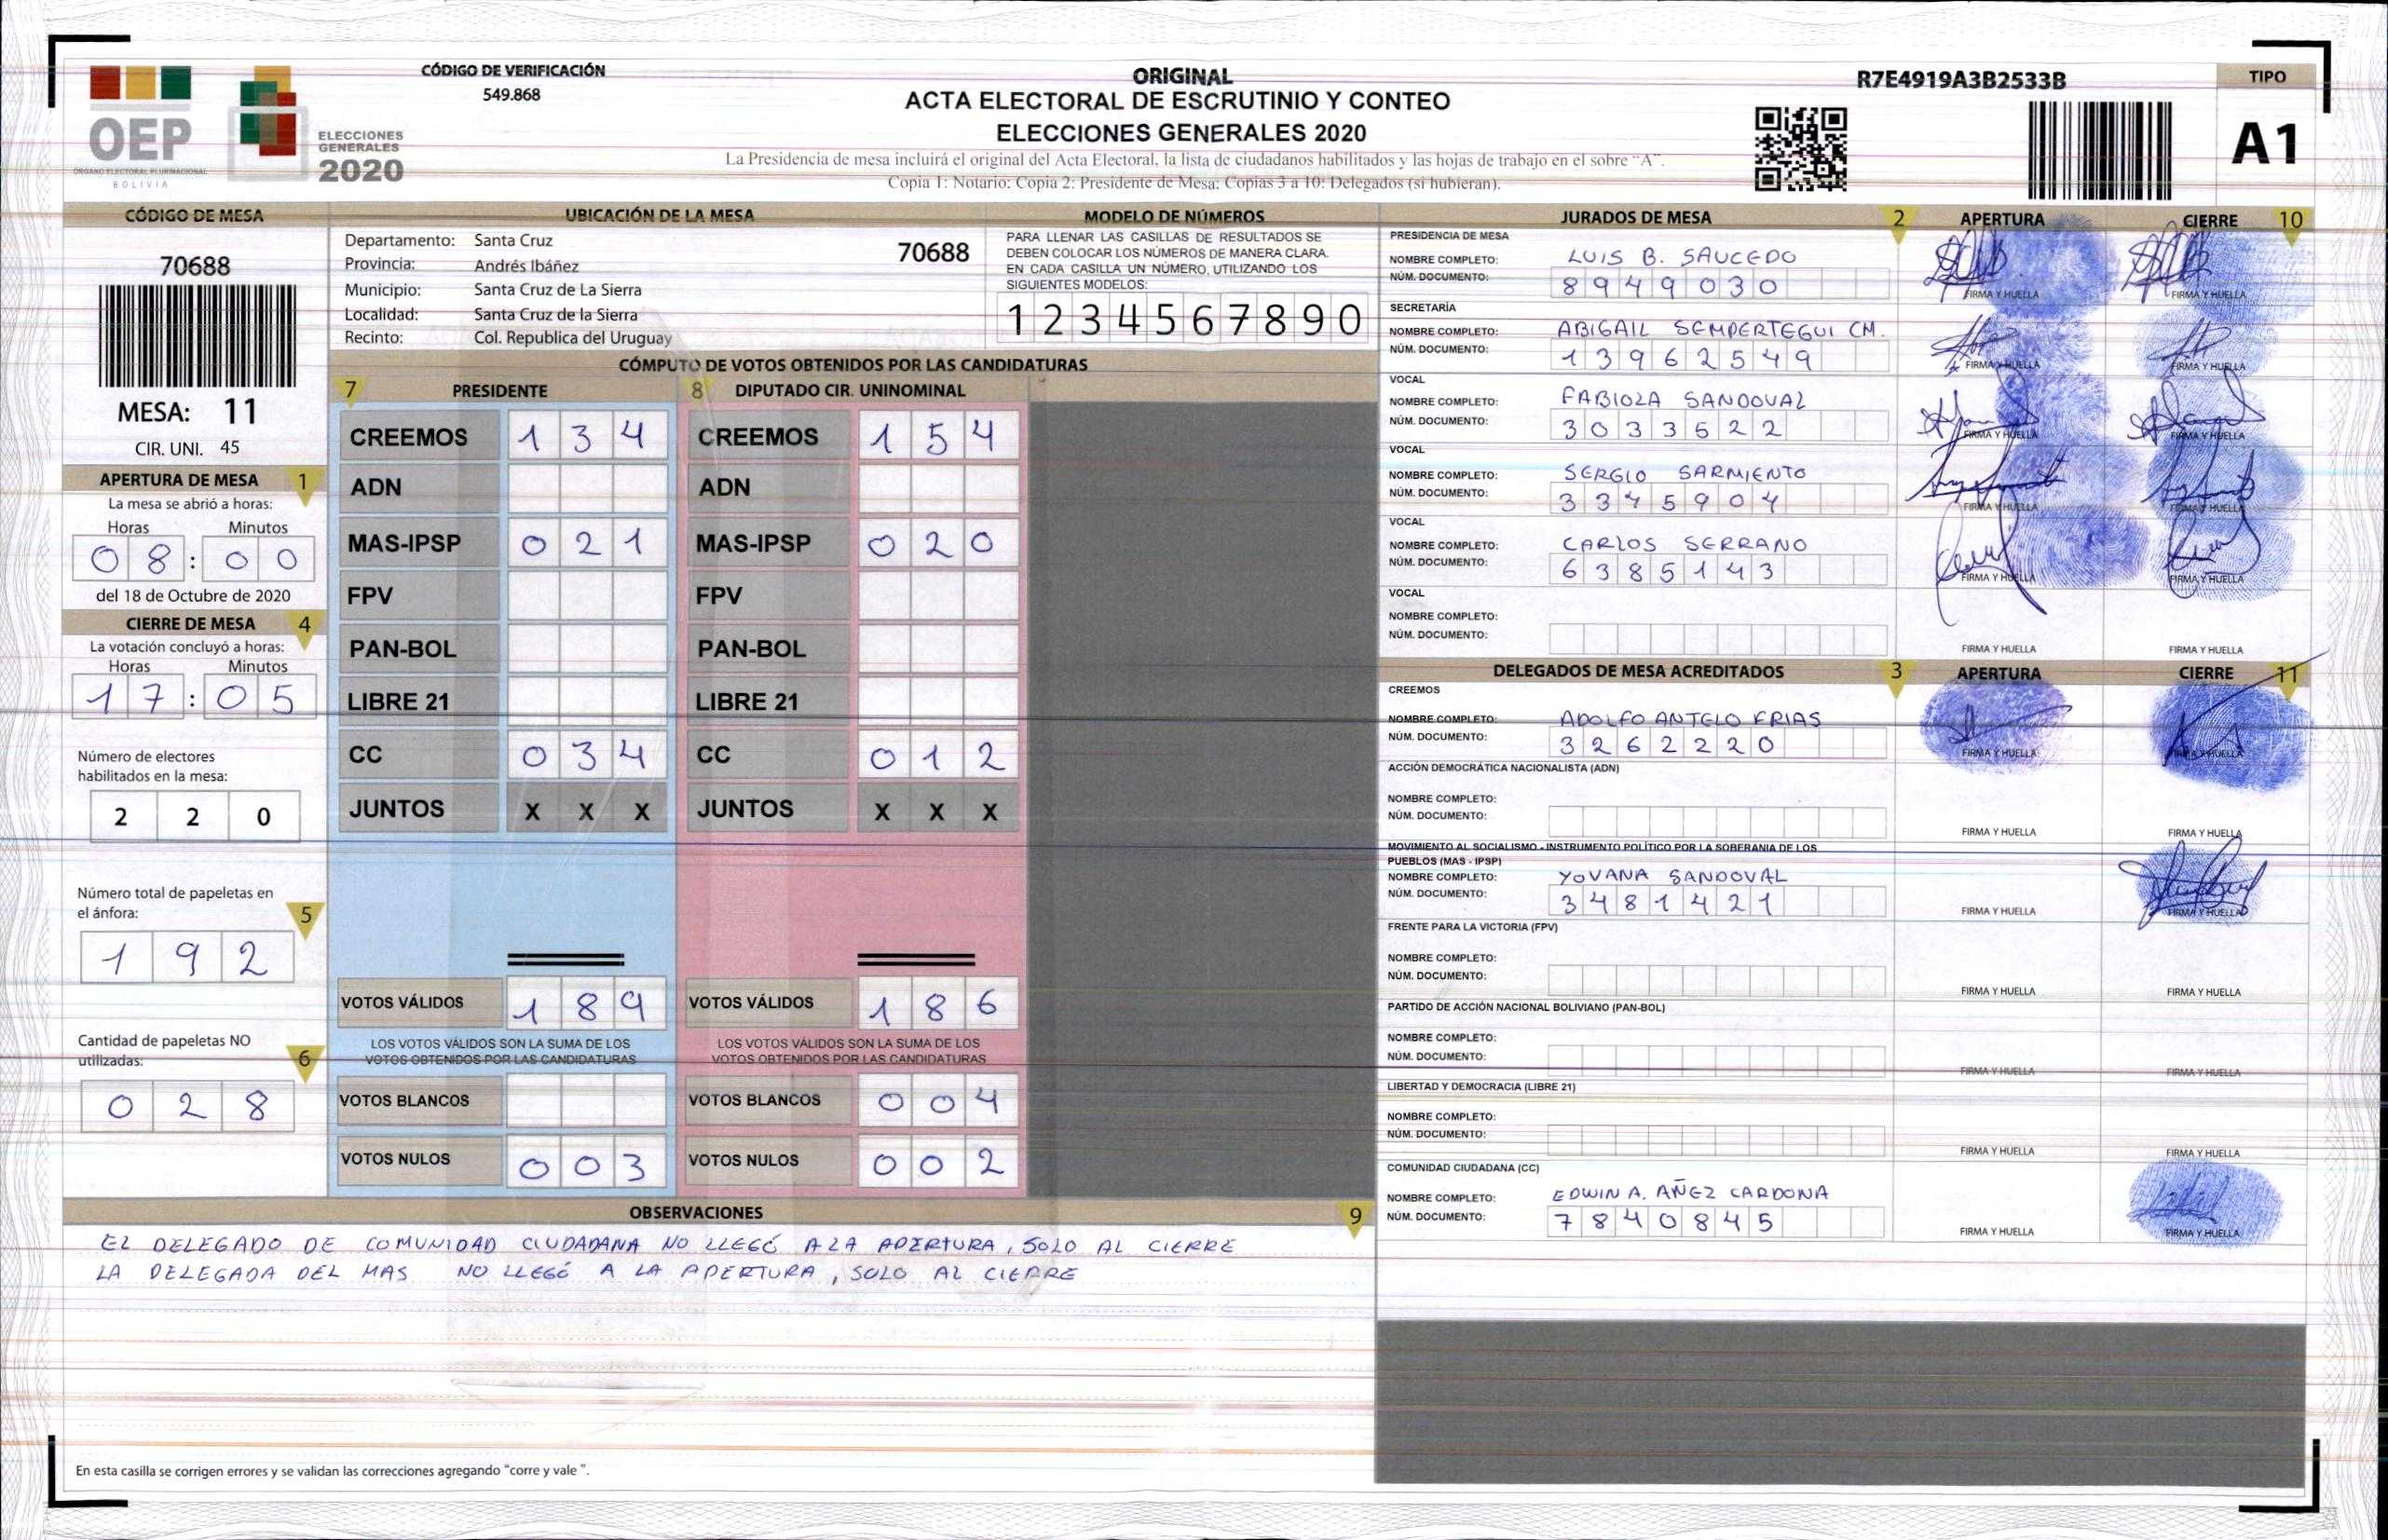 CÓDIGO DE VERIFICACIÓN
549.868
ORIGINAL
ACTA ELECTORAL DE ESCRUTINIO Y CONTEO
ELECCIONES GENERALES 2020
La Presidencia de mesa incluirá el original del Acta Electoral, la lista de ciudadanos habilitados y las hojas de trabajo en el sobre "A".
Copia 1: Notario; Copia 2: Presidente de Mesa; Copias 3 a 10: Delegados (si hubieran).
R7E4919A3B2533B
TIPO
A1
OEP
ÓRGANO ELECTORAL PLURINACIONAL
BOLIVIA
ELECCIONES
GENERALES
2020
CÓDIGO DE MESA
70688
MESA: 11
CIR. UNI. 45
APERTURA DE MESA 1
La mesa se abrió a horas:
Horas Minutos
08:00
del 18 de Octubre de 2020
CIERRE DE MESA 4
La votación concluyó a horas:
Horas Minutos
17:05
Número de electores
habilitados en la mesa:
2 2 0
Número total de papeletas en
el ánfora: 5
1 9 2
Cantidad de papeletas NO
utilizadas: 6
0 2 8
UBICACIÓN DE LA MESA
Departamento: Santa Cruz 70688
Provincia: Andrés Ibáñez
Municipio: Santa Cruz de La Sierra
Localidad: Santa Cruz de la Sierra
Recinto: Col. Republica del Uruguay
MODELO DE NÚMEROS
PARA LLENAR LAS CASILLAS DE RESULTADOS SE
DEBEN COLOCAR LOS NÚMEROS DE MANERA CLARA.
EN CADA CASILLA UN NÚMERO, UTILIZANDO LOS
SIGUIENTES MODELOS:
1 2 3 4 5 6 7 8 9 0
CÓMPUTO DE VOTOS OBTENIDOS POR LAS CANDIDATURAS
7 PRESIDENTE 8 DIPUTADO CIR. UNINOMINAL
CREEMOS 1 3 4 CREEMOS 1 5 4
ADN ADN
MAS-IPSP 0 2 1 MAS-IPSP 0 2 0
FPV FPV
PAN-BOL PAN-BOL
LIBRE 21 LIBRE 21
CC 0 3 4 CC 0 1 2
JUNTOS X X X JUNTOS X X X
VOTOS VÁLIDOS 1 8 9 VOTOS VÁLIDOS 1 8 6
LOS VOTOS VÁLIDOS SON LA SUMA DE LOS LOS VOTOS VÁLIDOS SON LA SUMA DE LOS
VOTOS OBTENIDOS POR LAS CANDIDATURAS VOTOS OBTENIDOS POR LAS CANDIDATURAS
VOTOS BLANCOS VOTOS BLANCOS 0 0 4
VOTOS NULOS 0 0 3 VOTOS NULOS 0 0 2
OBSERVACIONES 9
EL DELEGADO DE COMUNIDAD CIUDADANA NO LLEGÓ A LA APERTURA, SOLO AL CIERRE
LA DELEGADA DEL MAS NO LLEGÓ A LA APERTURA, SOLO AL CIERRE
En esta casilla se corrigen errores y se validan las correcciones agregando "corre y vale ".
JURADOS DE MESA 2 APERTURA CIERRE 10
PRESIDENCIA DE MESA
NOMBRE COMPLETO: LUIS B. SAUCEDO
NÚM. DOCUMENTO: 8949030
FIRMA Y HUELLA FIRMA Y HUELLA
SECRETARÍA
NOMBRE COMPLETO: ABIGAIL SEMPERTEGUI CM.
NÚM. DOCUMENTO: 13962549
FIRMA Y HUELLA FIRMA Y HUELLA
VOCAL
NOMBRE COMPLETO: FABIOLA SANDOVAL
NÚM. DOCUMENTO: 3033522
FIRMA Y HUELLA FIRMA Y HUELLA
VOCAL
NOMBRE COMPLETO: SERGIO SARMIENTO
NÚM. DOCUMENTO: 3345904
FIRMA Y HUELLA FIRMA Y HUELLA
VOCAL
NOMBRE COMPLETO: CARLOS SERRANO
NÚM. DOCUMENTO: 6385143
FIRMA Y HUELLA FIRMA Y HUELLA
VOCAL
NOMBRE COMPLETO:
NÚM. DOCUMENTO:
FIRMA Y HUELLA FIRMA Y HUELLA
DELEGADOS DE MESA ACREDITADOS 3 APERTURA CIERRE 11
CREEMOS
NOMBRE COMPLETO: ADOLFO ANTELO FRIAS
NÚM. DOCUMENTO: 3262220
FIRMA Y HUELLA FIRMA Y HUELLA
ACCIÓN DEMOCRÁTICA NACIONALISTA (ADN)
NOMBRE COMPLETO:
NÚM. DOCUMENTO:
FIRMA Y HUELLA FIRMA Y HUELLA
MOVIMIENTO AL SOCIALISMO - INSTRUMENTO POLÍTICO POR LA SOBERANIA DE LOS
PUEBLOS (MAS - IPSP)
NOMBRE COMPLETO: YOVANA SANDOVAL
NÚM. DOCUMENTO: 3481421
FIRMA Y HUELLA FIRMA Y HUELLA
FRENTE PARA LA VICTORIA (FPV)
NOMBRE COMPLETO:
NÚM. DOCUMENTO:
FIRMA Y HUELLA FIRMA Y HUELLA
PARTIDO DE ACCIÓN NACIONAL BOLIVIANO (PAN-BOL)
NOMBRE COMPLETO:
NÚM. DOCUMENTO:
FIRMA Y HUELLA FIRMA Y HUELLA
LIBERTAD Y DEMOCRACIA (LIBRE 21)
NOMBRE COMPLETO:
NÚM. DOCUMENTO:
FIRMA Y HUELLA FIRMA Y HUELLA
COMUNIDAD CIUDADANA (CC)
NOMBRE COMPLETO: EDWIN A. AÑEZ CARDONA
NÚM. DOCUMENTO: 7840845
FIRMA Y HUELLA FIRMA Y HUELLA